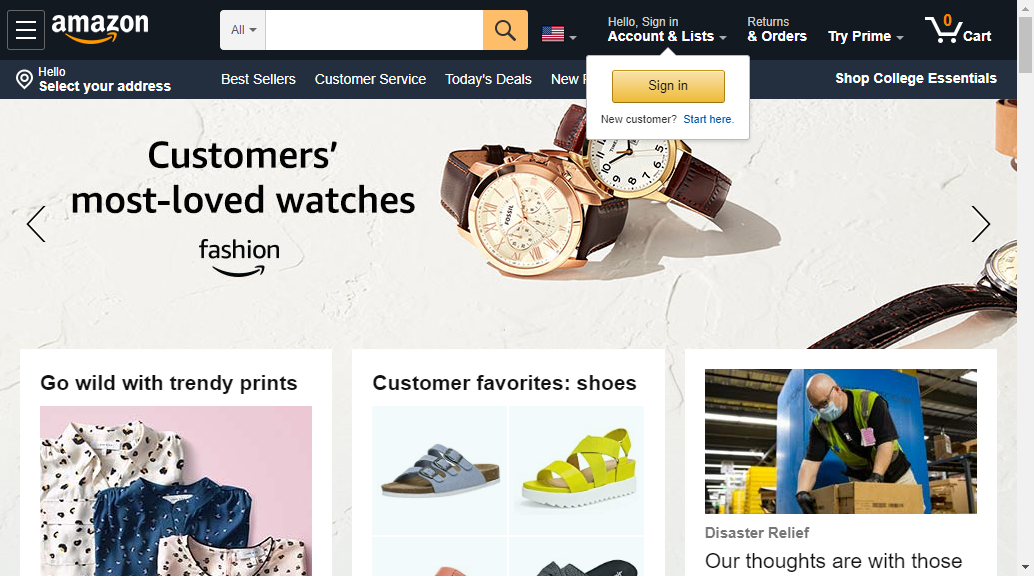 amazon
All
Hello, Sign in
Account & Lists
Returns
& Orders
Try Prime
0
Cart
Hello
Select your address
Best Sellers
Customer Service
Today's Deals
New
Shop College Essentials
Sign in
New customer? Start here.
Customers’
most-loved watches
fashion
FOSSIL
Go wild with trendy prints
Customer favorites: shoes
Disaster Relief
Our thoughts are with those